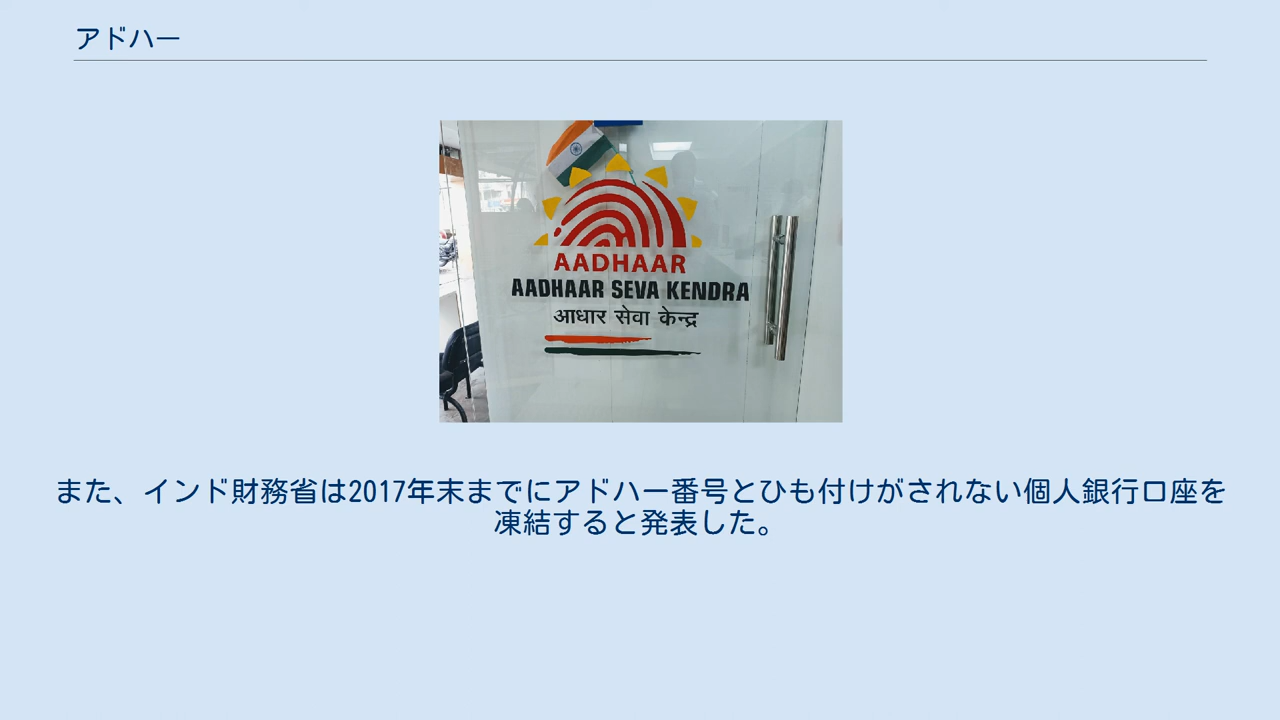 アドハー
AADHAAR
AADHAAR SEVA KENDRA
आधार सेवा केन्द्र
また、インド財務省は2017年末までにアドハー番号とひも付けがされない個人銀行口座を
凍結すると発表した。